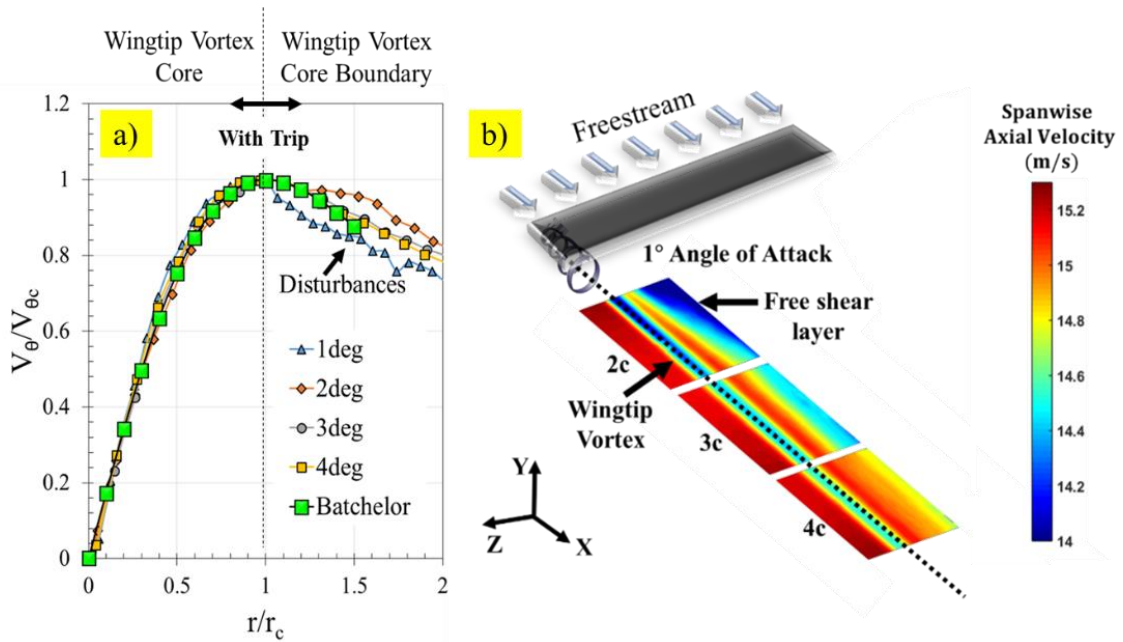 Wingtip Vortex
Core
Wingtip Vortex
Core Boundary
a)
With Trip
Disturbances
1deg
2deg
3deg
4deg
Batchelor
1.2
1
0.8
0.6
0.4
0.2
0
0
0.5
1
1.5
2
Vθ/Vθc
r/rc
b)
Freestream
1° Angle of Attack
Free shear
layer
2c
Wingtip
Vortex
3c
4c
Y
Z
X
Spanwise
Axial Velocity
(m/s)
15.2
15
14.8
14.6
14.4
14.2
14